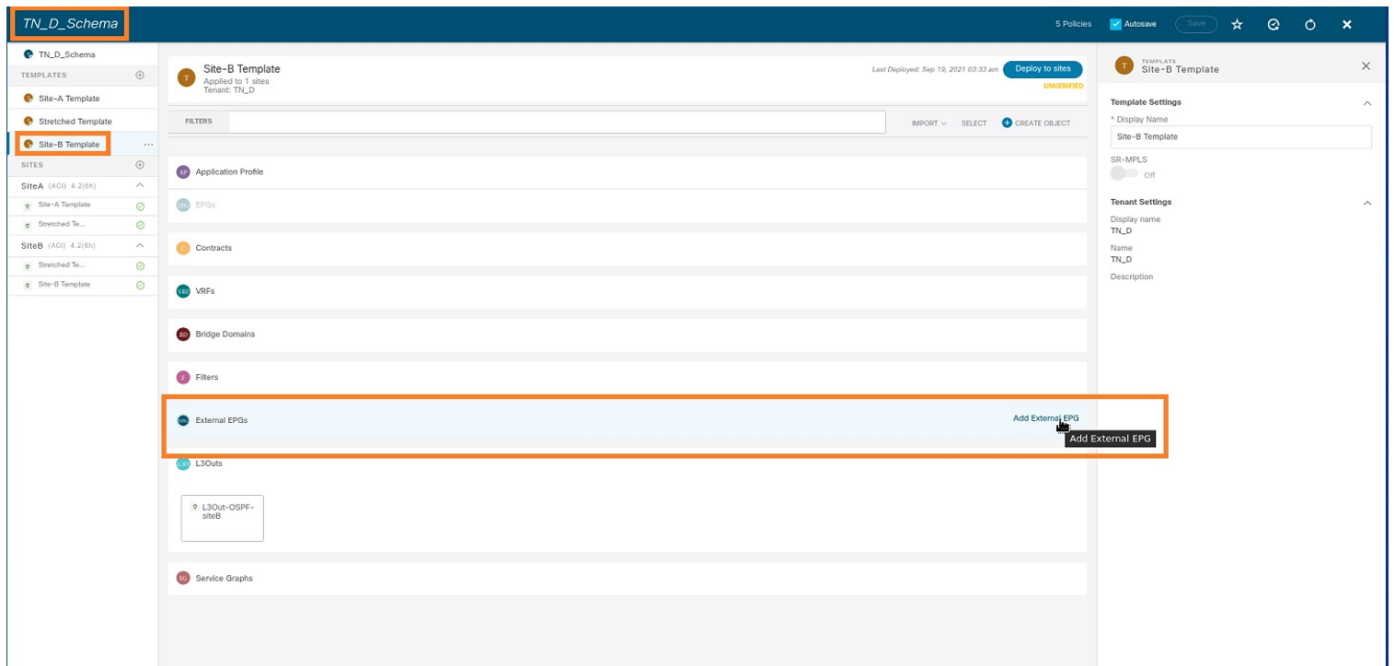 TN_D_Schema
5 Policies
Autosave
Save
TN_D_Schema
TEMPLATES
Site-A Template
Stretched Template
Site-B Template
SITES
SiteA (ACI) 4.2(6h)
Site-A Template
Stretched Te...
SiteB (ACI) 4.2(6h)
Stretched Te...
Site-B Template
T
Site-B Template
Applied to 1 sites
Tenant: TN_D
Last Deployed: Sep 19, 2021 03:33 am
Deploy to sites
UNVERIFIED
FILTERS
IMPORT
SELECT
CREATE OBJECT
AP Application Profile
EPG EPGs
C Contracts
VRF VRFs
BD Bridge Domains
F Filters
External EPGs
Add External EPG
Add External EPG
L3O L3Outs
L3Out-OSPF-
siteB
SG Service Graphs
T
TEMPLATE
Site-B Template
Template Settings
* Display Name
Site-B Template
SR-MPLS
Off
Tenant Settings
Display name
TN_D
Name
TN_D
Description